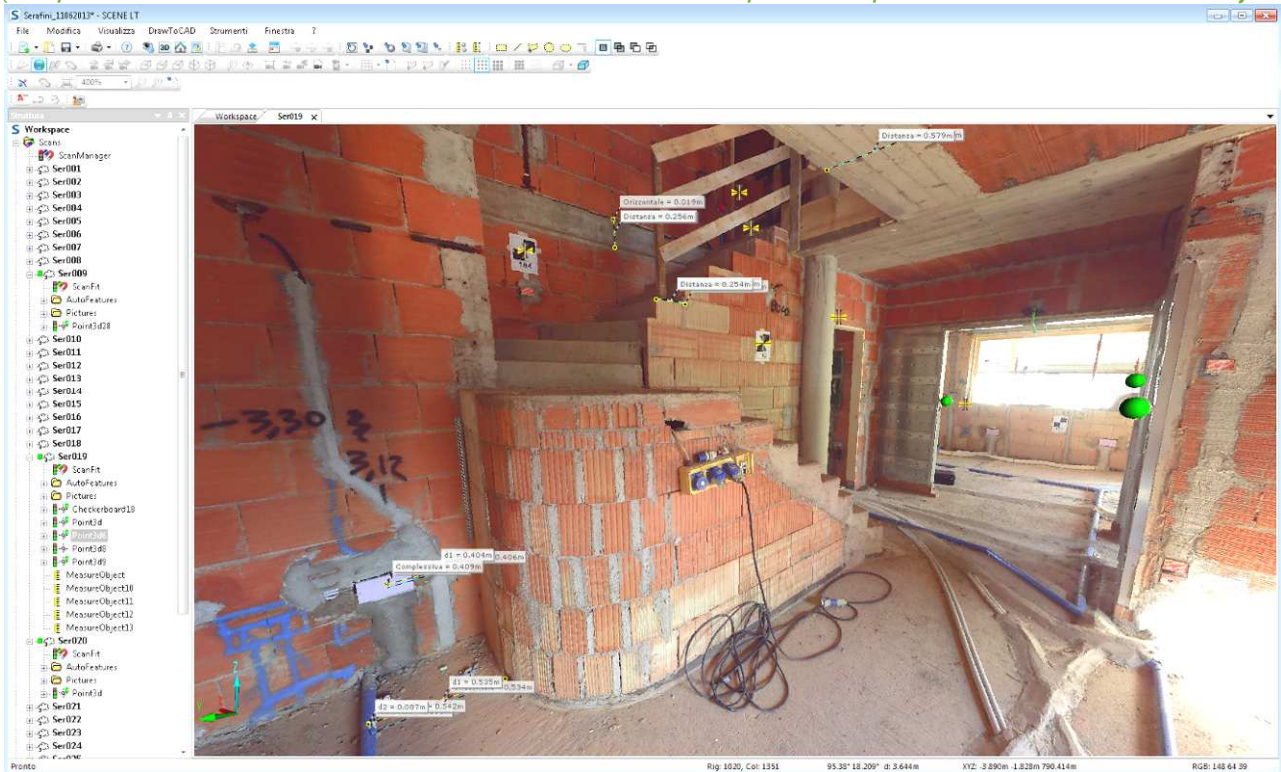 Serafini_11062013* - SCENE LT
File Modifica Visualizza DrawToCAD Strumenti Finestra ?
400%
Struttura
Workspace Ser019
Workspace
Scans
ScanManager
Ser001
Ser002
Ser003
Ser004
Ser005
Ser006
Ser007
Ser008
Ser009
ScanFit
AutoFeatures
Pictures
Point3d28
Ser010
Ser011
Ser012
Ser013
Ser014
Ser015
Ser016
Ser017
Ser018
Ser019
ScanFit
AutoFeatures
Pictures
Checkerboard18
Point3d
Point3d6
Point3d8
Point3d9
MeasureObject
MeasureObject10
MeasureObject11
MeasureObject12
MeasureObject13
Ser020
ScanFit
AutoFeatures
Pictures
Point3d
Ser021
Ser022
Ser023
Ser024
Distanza = 0.579m
Orizzontale = 0.019m
Distanza = 0.256m
Distanza = 0.254m
-3,30
3,12
d1 = 0.404m 0.406m
Complessiva = 0.409m
d1 = 0.535m
0.534m
d2 = 0.087m = 0.542m
Z
Y
Pronto
Rig: 1020, Col: 1351 95.38° 18.209° d: 3.644m XYZ: -3.890m -1.828m 790.414m RGB: 148 64 39